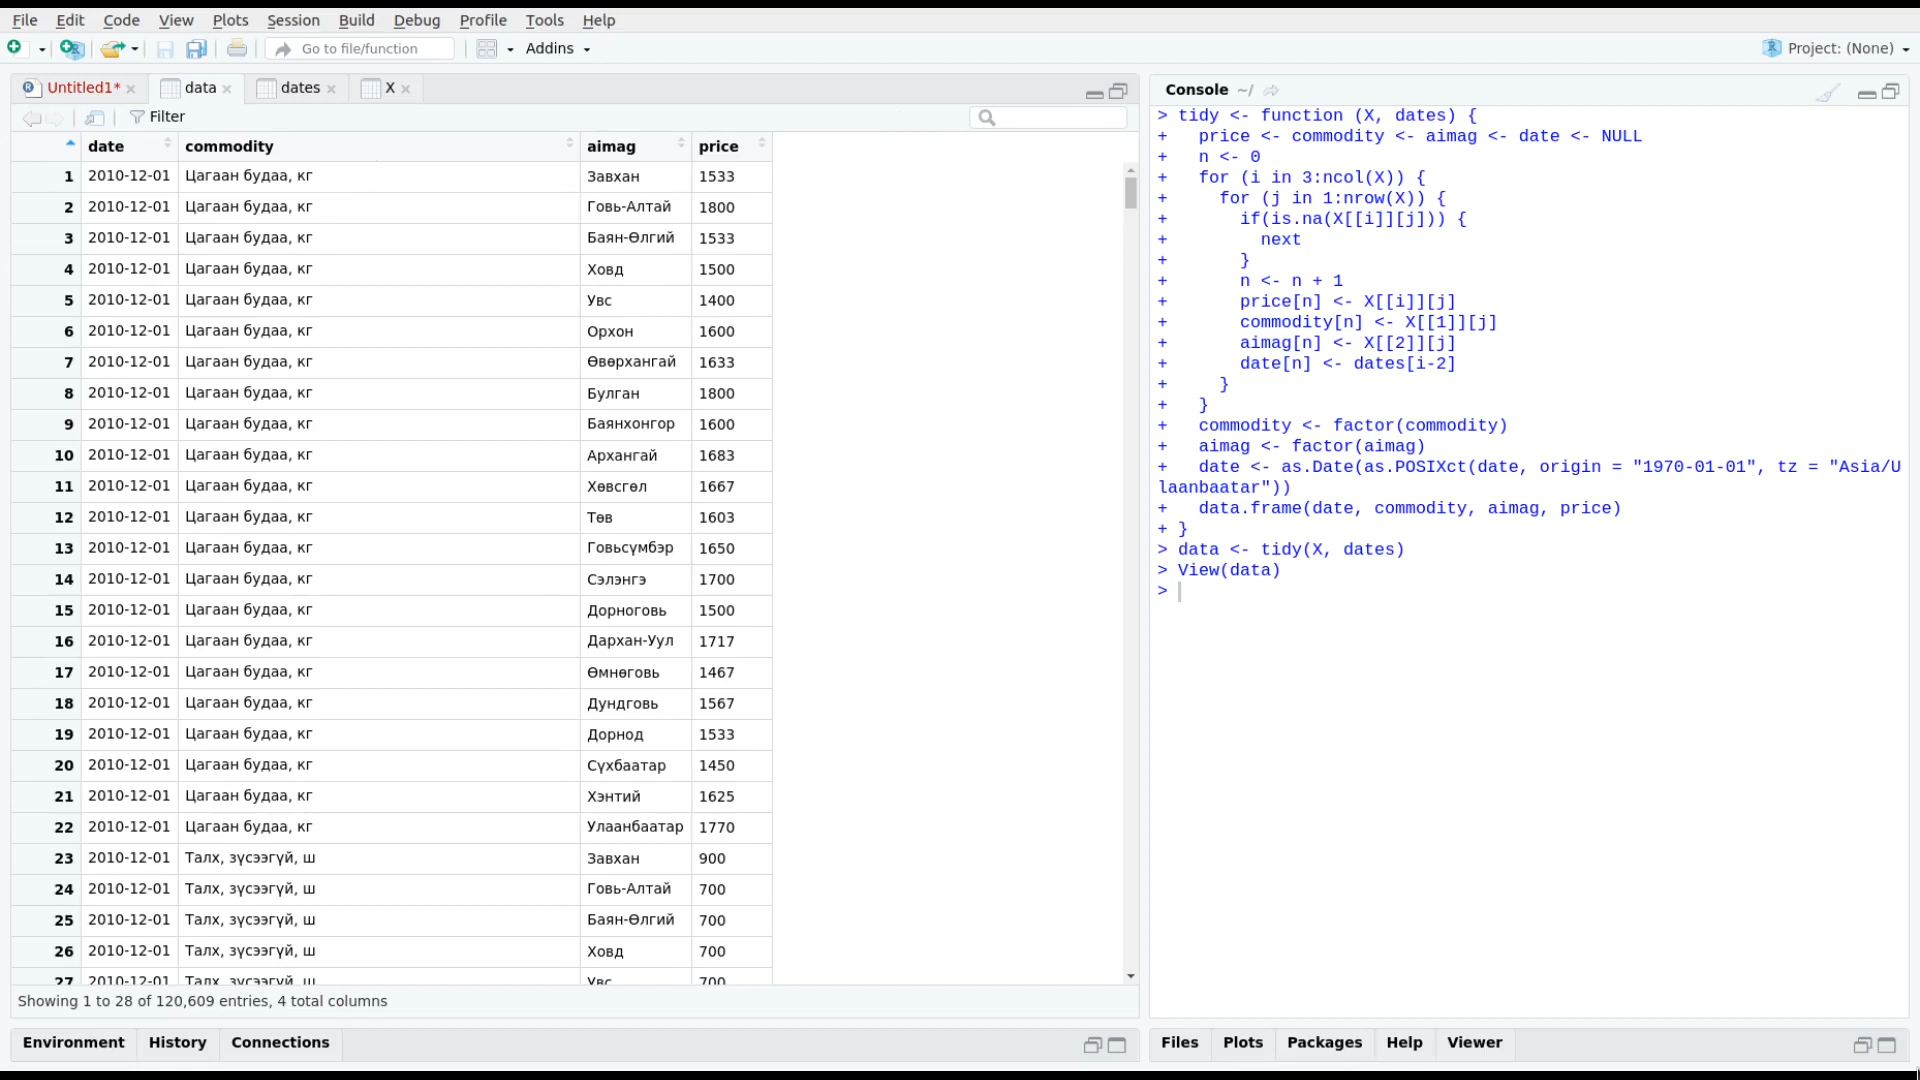 File Edit Code View Plots Session Build Debug Profile Tools Help
Go to file/function Addins Project: (None)
Untitled1* data dates X
Filter
date commodity aimag price
1 2010-12-01 Цагаан будаа, кг Завхан 1533
2 2010-12-01 Цагаан будаа, кг Говь-Алтай 1800
3 2010-12-01 Цагаан будаа, кг Баян-Өлгий 1533
4 2010-12-01 Цагаан будаа, кг Ховд 1500
5 2010-12-01 Цагаан будаа, кг Увс 1400
6 2010-12-01 Цагаан будаа, кг Орхон 1600
7 2010-12-01 Цагаан будаа, кг Өвөрхангай 1633
8 2010-12-01 Цагаан будаа, кг Булган 1800
9 2010-12-01 Цагаан будаа, кг Баянхонгор 1600
10 2010-12-01 Цагаан будаа, кг Архангай 1683
11 2010-12-01 Цагаан будаа, кг Хөвсгөл 1667
12 2010-12-01 Цагаан будаа, кг Төв 1603
13 2010-12-01 Цагаан будаа, кг Говьсүмбэр 1650
14 2010-12-01 Цагаан будаа, кг Сэлэнгэ 1700
15 2010-12-01 Цагаан будаа, кг Дорноговь 1500
16 2010-12-01 Цагаан будаа, кг Дархан-Уул 1717
17 2010-12-01 Цагаан будаа, кг Өмнөговь 1467
18 2010-12-01 Цагаан будаа, кг Дундговь 1567
19 2010-12-01 Цагаан будаа, кг Дорнод 1533
20 2010-12-01 Цагаан будаа, кг Сүхбаатар 1450
21 2010-12-01 Цагаан будаа, кг Хэнтий 1625
22 2010-12-01 Цагаан будаа, кг Улаанбаатар 1770
23 2010-12-01 Талх, зүсээгүй, ш Завхан 900
24 2010-12-01 Талх, зүсээгүй, ш Говь-Алтай 700
25 2010-12-01 Талх, зүсээгүй, ш Баян-Өлгий 700
26 2010-12-01 Талх, зүсээгүй, ш Ховд 700
27 2010-12-01 Талх, зүсээгүй, ш Увс 700
Showing 1 to 28 of 120,609 entries, 4 total columns
Environment History Connections
Console ~/
> tidy <- function (X, dates) {
+   price <- commodity <- aimag <- date <- NULL
+   n <- 0
+   for (i in 3:ncol(X)) {
+     for (j in 1:nrow(X)) {
+       if(is.na(X[[i]][j])) {
+         next
+       }
+       n <- n + 1
+       price[n] <- X[[i]][j]
+       commodity[n] <- X[[1]][j]
+       aimag[n] <- X[[2]][j]
+       date[n] <- dates[i-2]
+     }
+   }
+   commodity <- factor(commodity)
+   aimag <- factor(aimag)
+   date <- as.Date(as.POSIXct(date, origin = "1970-01-01", tz = "Asia/U
laanbaatar"))
+   data.frame(date, commodity, aimag, price)
+ }
> data <- tidy(X, dates)
> View(data)
>
Files Plots Packages Help Viewer